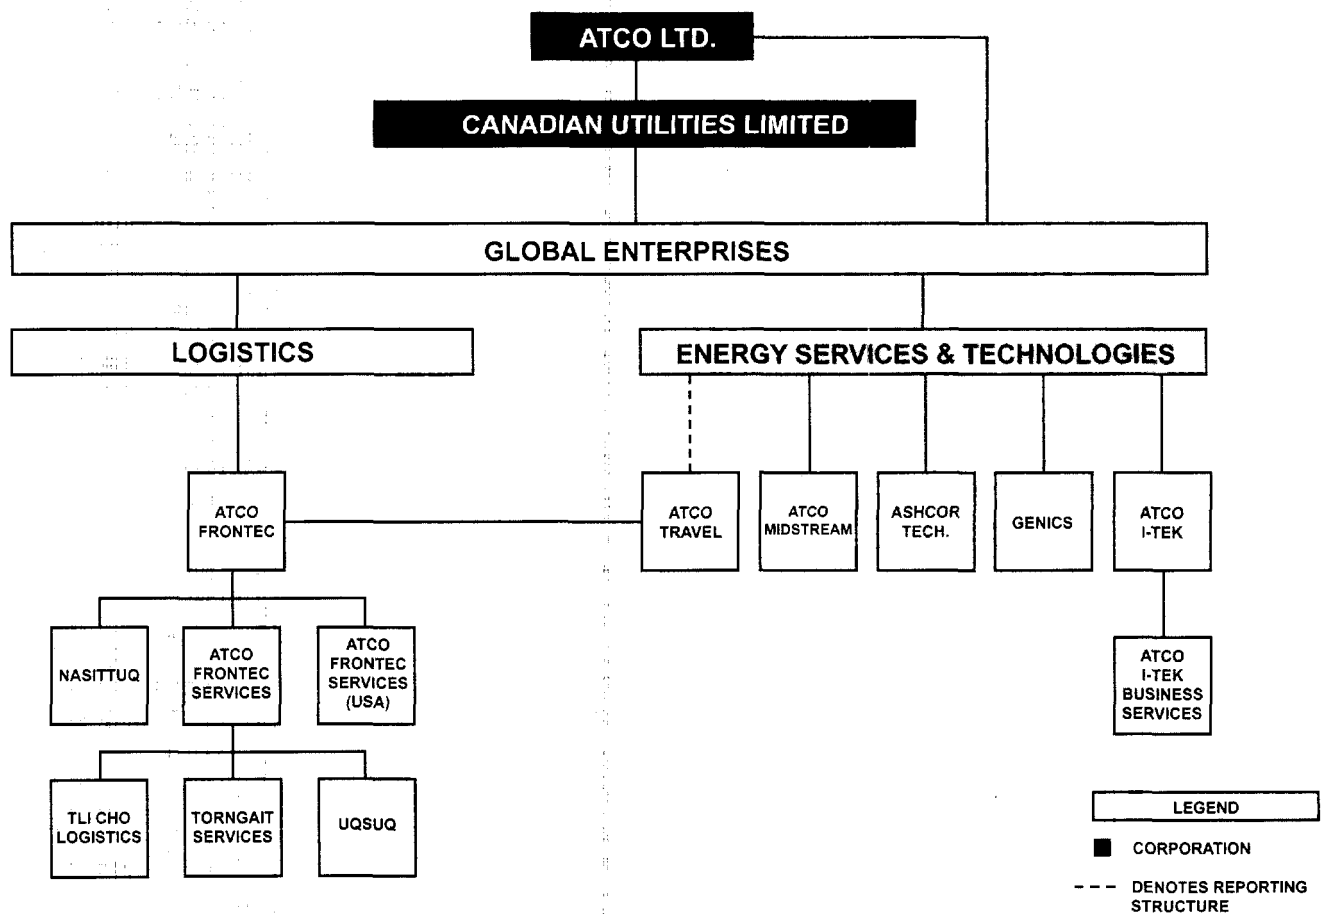 ATCO LTD.
CANADIAN UTILITIES LIMITED
GLOBAL ENTERPRISES
LOGISTICS
ENERGY SERVICES & TECHNOLOGIES
ATCO
FRONTEC
ATCO
TRAVEL
ATCO
MIDSTREAM
ASHCOR
TECH.
GENICS
ATCO
I-TEK
NASITTUQ
ATCO
FRONTEC
SERVICES
ATCO
FRONTEC
SERVICES
(USA)
ATCO
I-TEK
BUSINESS
SERVICES
TLI CHO
LOGISTICS
TORNGAIT
SERVICES
UQSUQ
LEGEND
CORPORATION
DENOTES REPORTING
STRUCTURE